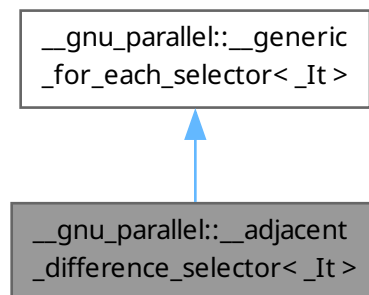 __gnu_parallel::__generic
_for_each_selector< _It >
__gnu_parallel::__adjacent
_difference_selector< _It >